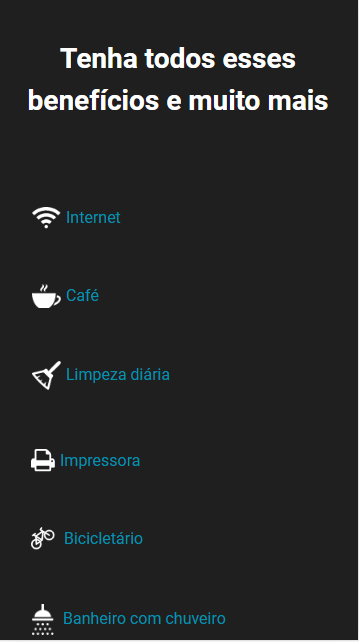 Tenha todos esses
benefícios e muito mais
Internet
Café
Limpeza diária
Impressora
Bicicletário
Banheiro com chuveiro